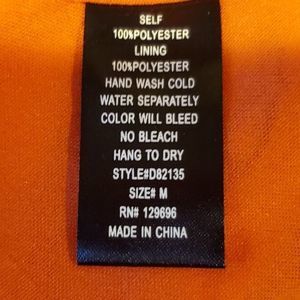 SELF
100%POLYESTER
LINING
100%POLYESTER
HAND WASH COLD
WATER SEPARATELY
COLOR WILL BLEED
NO BLEACH
HANG TO DRY
STYLE#D82135
SIZE# M
RN# 129696
MADE IN CHINA